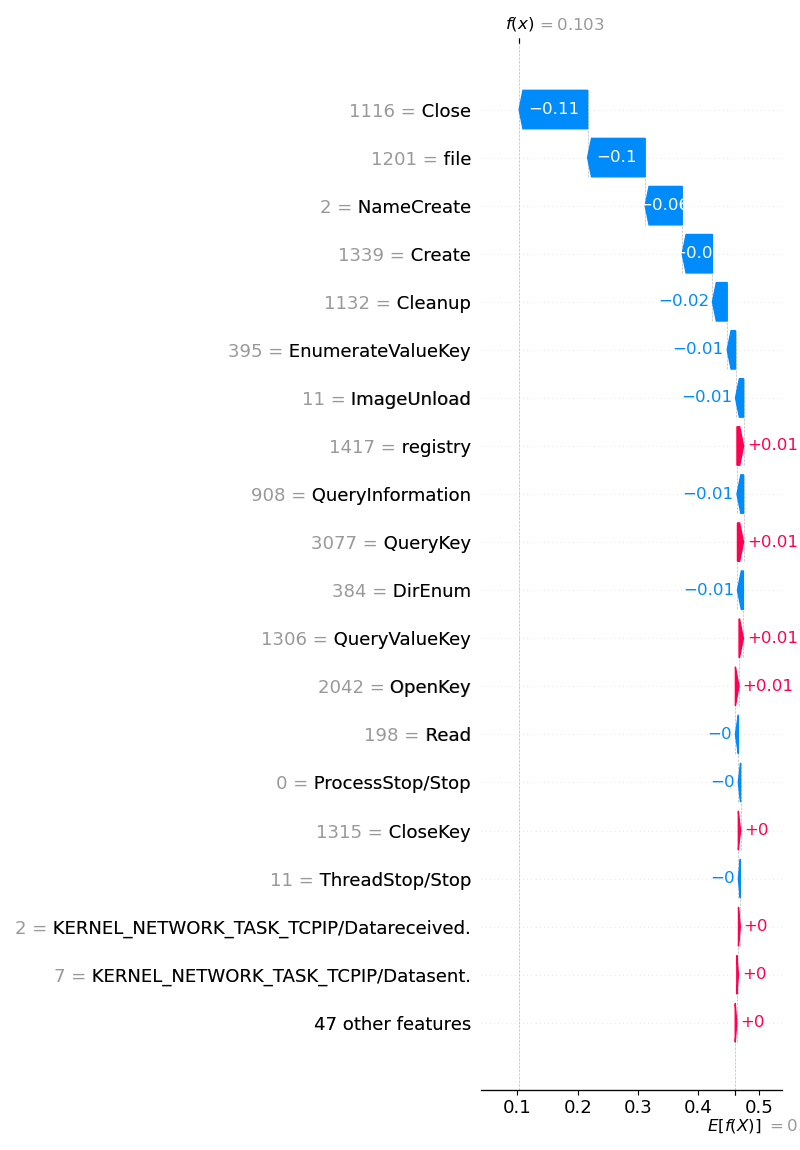 f(x) = 0.103
1116 = Close
−0.11
1201 = file
−0.1
2 = NameCreate
−0.06
1339 = Create
1132 = Cleanup
−0.02
395 = EnumerateValueKey
−0.01
11 = ImageUnload
−0.01
1417 = registry
+0.01
908 = QueryInformation
−0.01
3077 = QueryKey
+0.01
384 = DirEnum
−0.01
1306 = QueryValueKey
+0.01
2042 = OpenKey
+0.01
198 = Read
−0
0 = ProcessStop/Stop
−0
1315 = CloseKey
+0
11 = ThreadStop/Stop
−0
2 = KERNEL_NETWORK_TASK_TCPIP/Datareceived.
+0
7 = KERNEL_NETWORK_TASK_TCPIP/Datasent.
+0
47 other features
+0
0.1 0.2 0.3 0.4 0.5
E[f(X)] = 0.